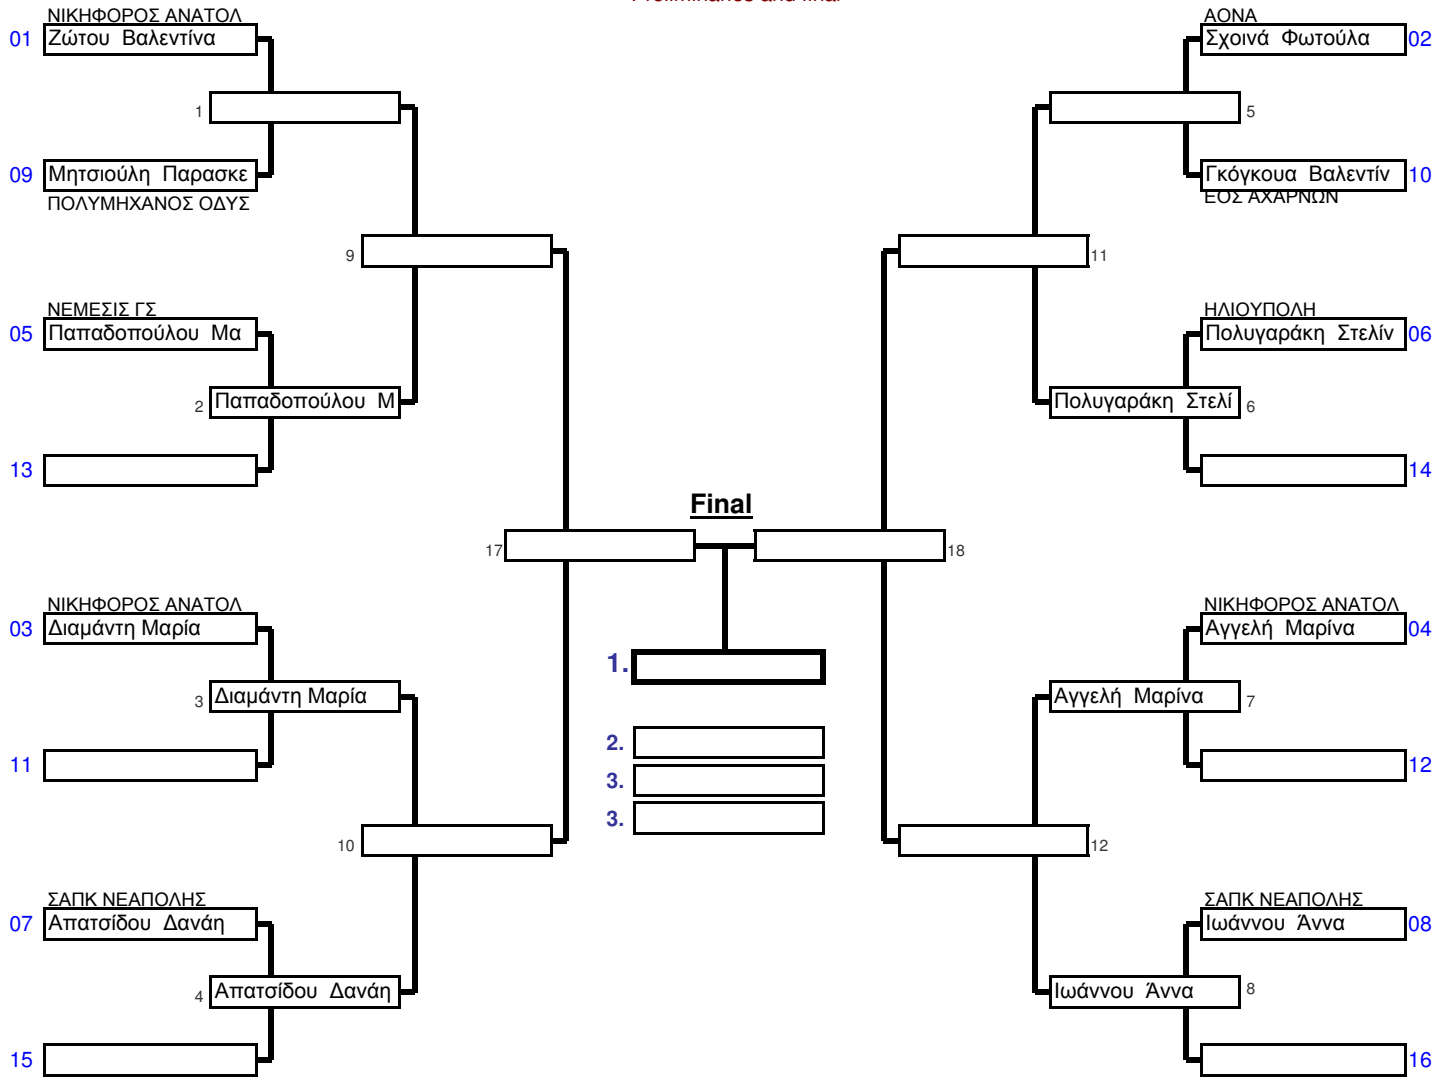 Preliminaries and final
ΝΙΚΗΦΟΡΟΣ ΑΝΑΤΟΛ
01 Ζώτου Βαλεντίνα
1
09 Μητσιούλη Παρασκε
ΠΟΛΥΜΗΧΑΝΟΣ ΟΔΥΣ
9
ΝΕΜΕΣΙΣ ΓΣ
05 Παπαδοπούλου Μα
2 Παπαδοπούλου Μ
13
17
ΝΙΚΗΦΟΡΟΣ ΑΝΑΤΟΛ
03 Διαμάντη Μαρία
3 Διαμάντη Μαρία
11
10
ΣΑΠΚ ΝΕΑΠΟΛΗΣ
07 Απατσίδου Δανάη
4 Απατσίδου Δανάη
15
Final
1.
2.
3.
3.
ΑΟΝΑ
Σχοινά Φωτούλα 02
5
Γκόγκουα Βαλεντίν 10
ΕΟΣ ΑΧΑΡΝΩΝ
11
ΗΛΙΟΥΠΟΛΗ
Πολυγαράκη Στελίν 06
Πολυγαράκη Στελί 6
14
18
ΝΙΚΗΦΟΡΟΣ ΑΝΑΤΟΛ
Αγγελή Μαρίνα 04
Αγγελή Μαρίνα 7
12
12
ΣΑΠΚ ΝΕΑΠΟΛΗΣ
Ιωάννου Άννα 08
Ιωάννου Άννα 8
16